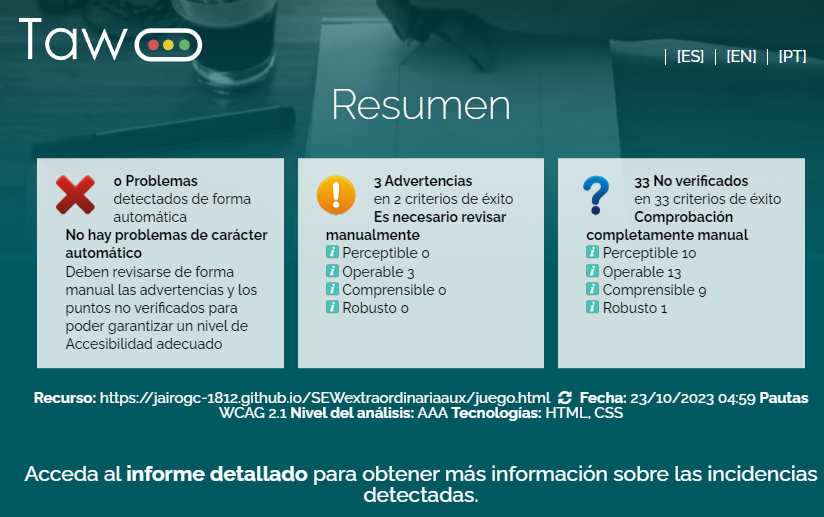 Taw
[ES] [EN] [PT]
Resumen
0 Problemas
detectados de forma
automática
No hay problemas de carácter
automático
Deben revisarse de forma
manual las advertencias y los
puntos no verificados para
poder garantizar un nivel de
Accesibilidad adecuado
3 Advertencias
en 2 criterios de éxito
Es necesario revisar
manualmente
i Perceptible 0
i Operable 3
i Comprensible 0
i Robusto 0
33 No verificados
en 33 criterios de éxito
Comprobación
completamente manual
i Perceptible 10
i Operable 13
i Comprensible 9
i Robusto 1
Recurso: https://jairogc-1812.github.io/SEWextraordinariaaux/juego.html Fecha: 23/10/2023 04:59 Pautas
WCAG 2.1 Nivel del análisis: AAA Tecnologías: HTML, CSS
Acceda al informe detallado para obtener más información sobre las incidencias
detectadas.